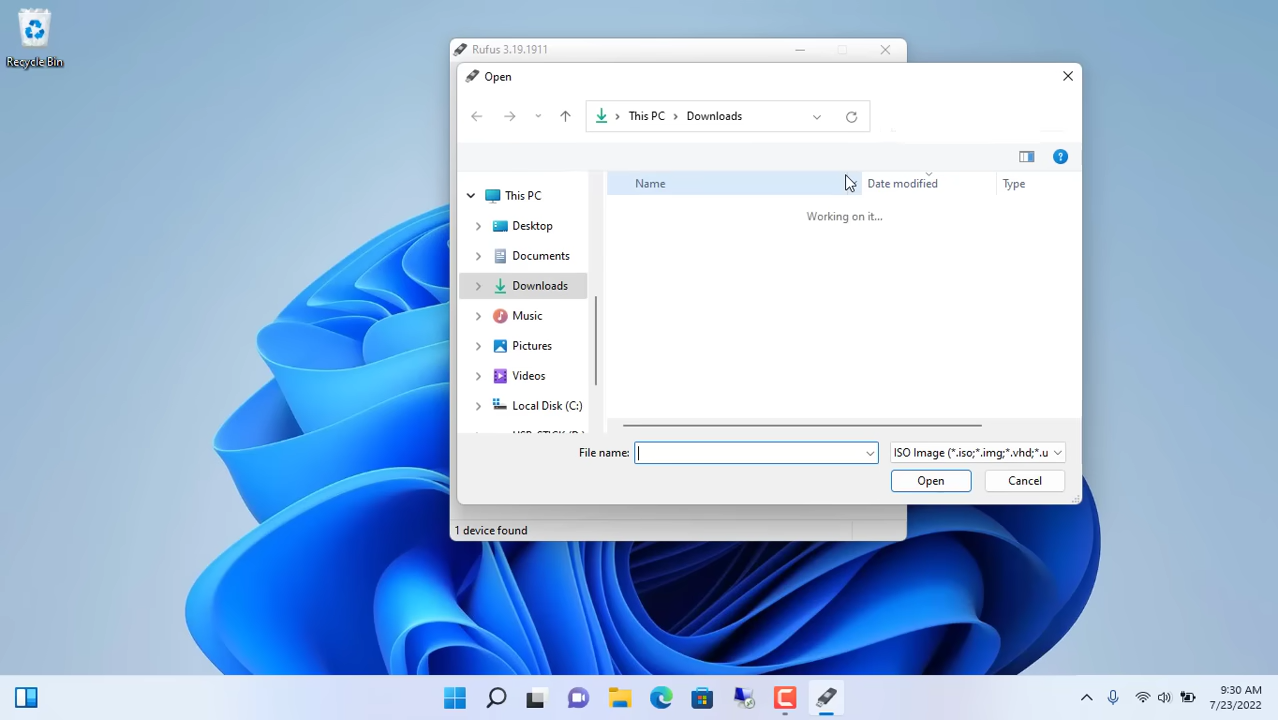 Recycle Bin
Rufus 3.19.1911
Open
This PC
Downloads
Name
Date modified
Type
Working on it...
This PC
Desktop
Documents
Downloads
Music
Pictures
Videos
Local Disk (C:)
File name:
ISO Image (*.iso;*.img;*.vhd;*.u
Open
Cancel
1 device found
9:30 AM
7/23/2022